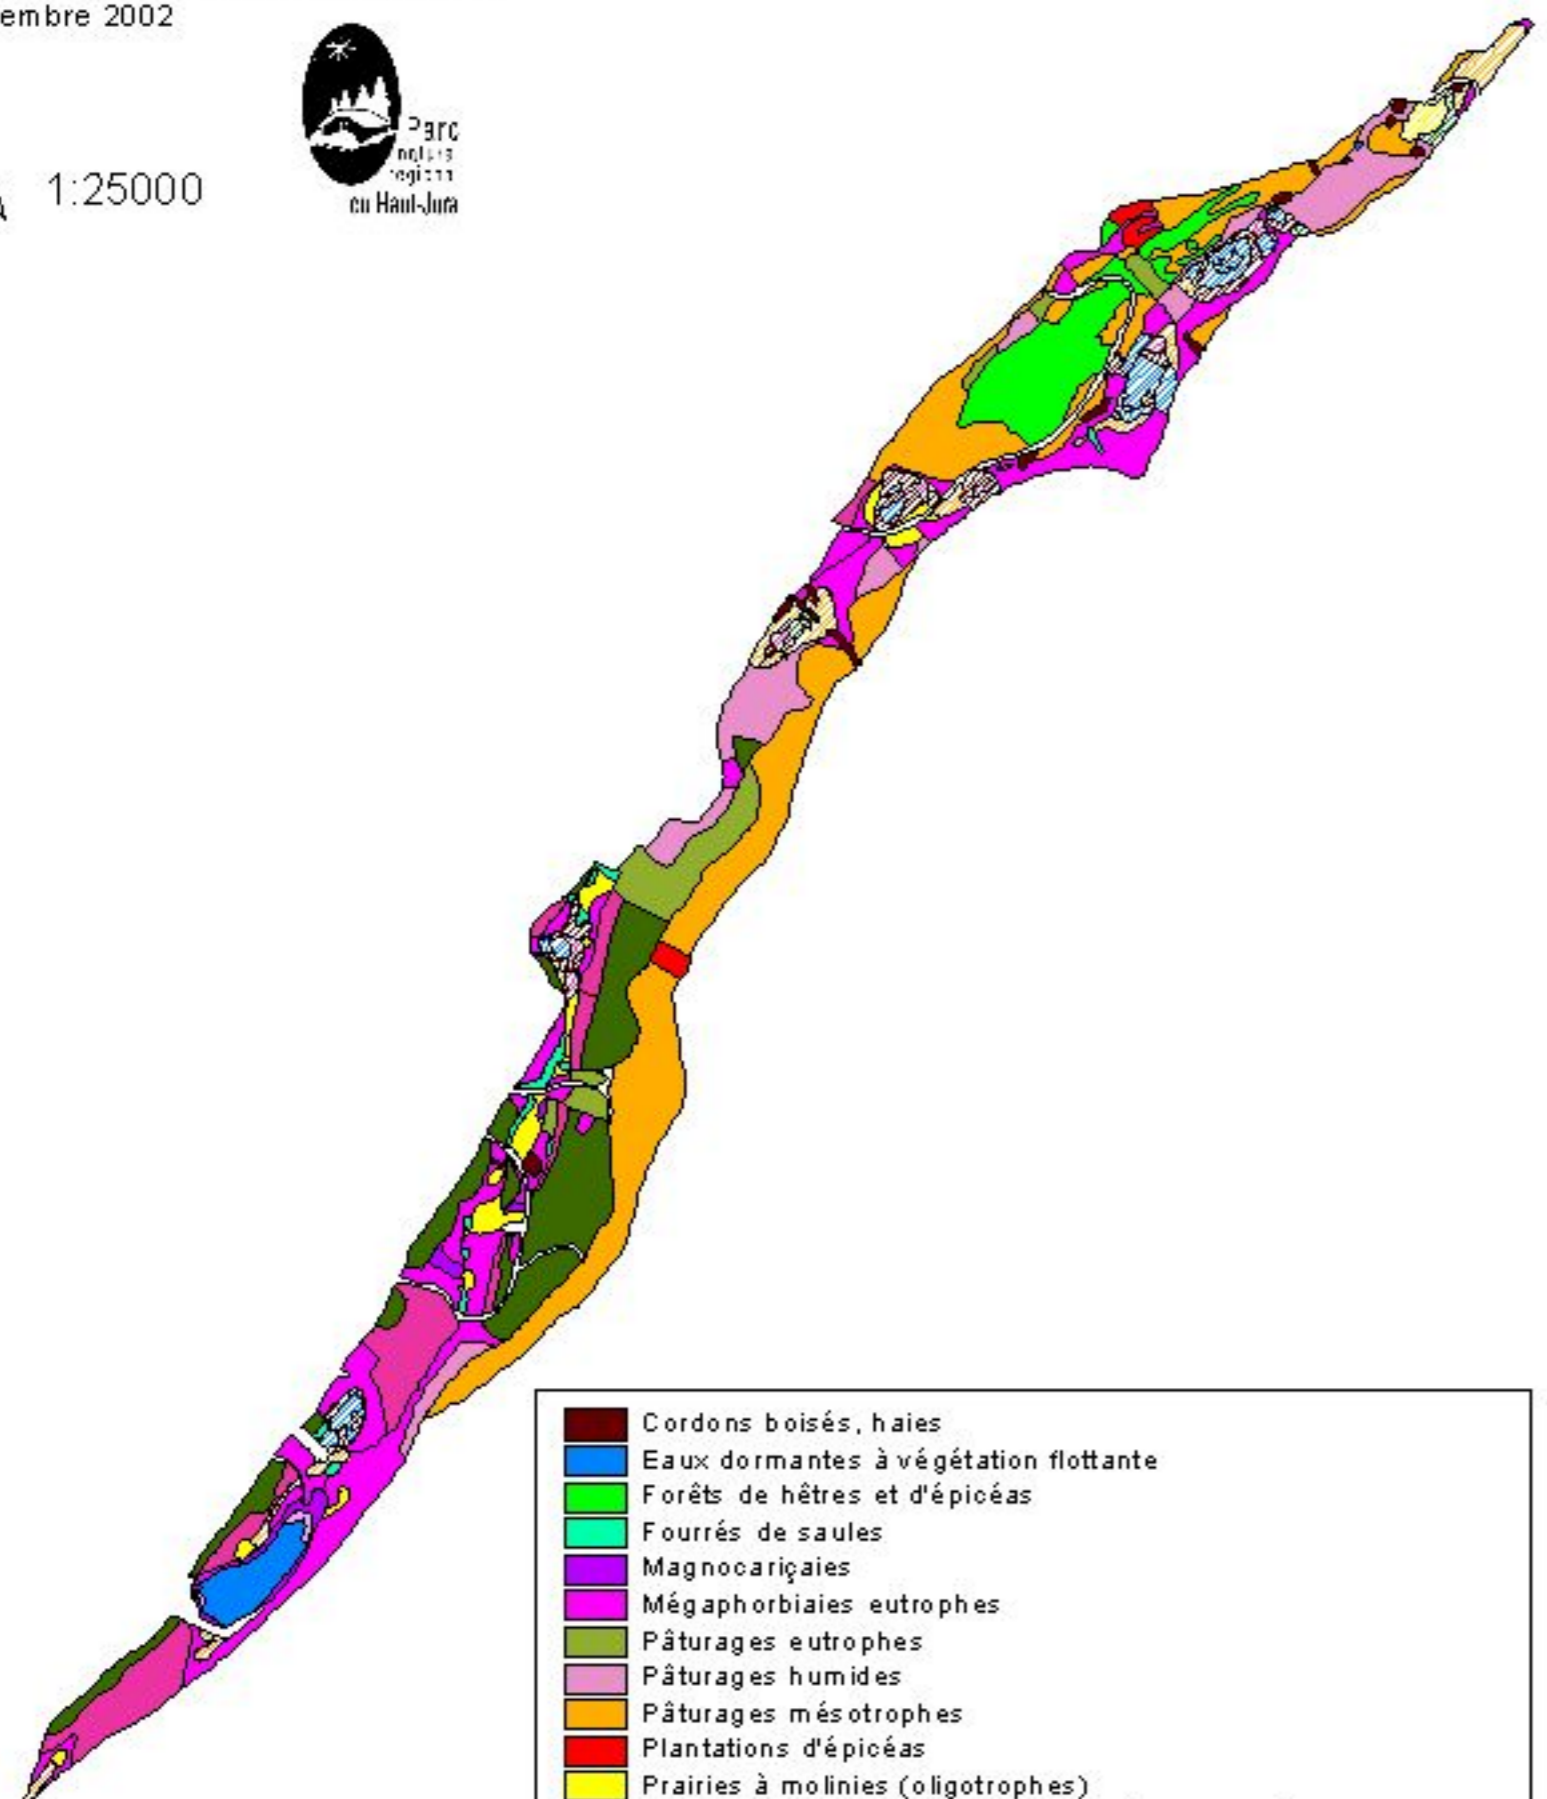 embre 2002
1:25000
Parc
du Haut-Jura
Cordons boisés, haies
Eaux dormantes à végétation flottante
Forêts de hêtres et d'épicéas
Fourrés de saules
Magnocariçaies
Mégaphorbiaies eutrophes
Pâturages eutrophes
Pâturages humides
Pâturages mésotrophes
Plantations d'épicéas
Prairies à molinies (oligotrophes)